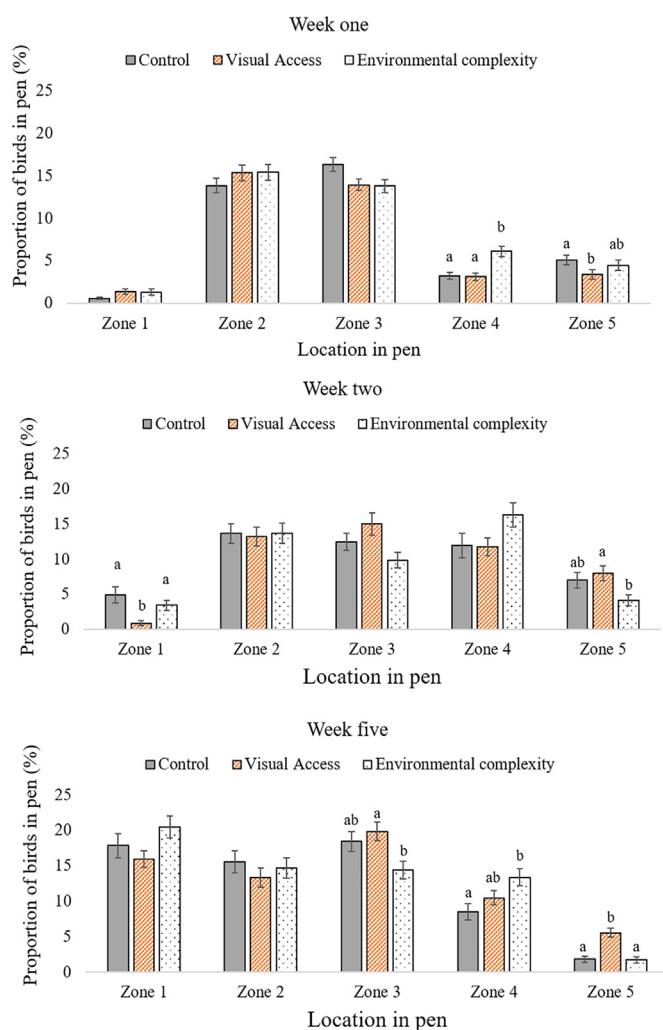 Week one
Control Visual Access Environmental complexity
Proportion of birds in pen (%)
25
20
15
10
5
0
a a b
a b ab
Zone 1 Zone 2 Zone 3 Zone 4 Zone 5
Location in pen
Week two
Control Visual Access Environmental complexity
Proportion of birds in pen (%)
25
20
15
10
5
0
a b a
ab a b
Zone 1 Zone 2 Zone 3 Zone 4 Zone 5
Location in pen
Week five
Control Visual Access Environmental complexity
Proportion of birds in pen (%)
25
20
15
10
5
0
ab a b
a ab b
a b a
Zone 1 Zone 2 Zone 3 Zone 4 Zone 5
Location in pen